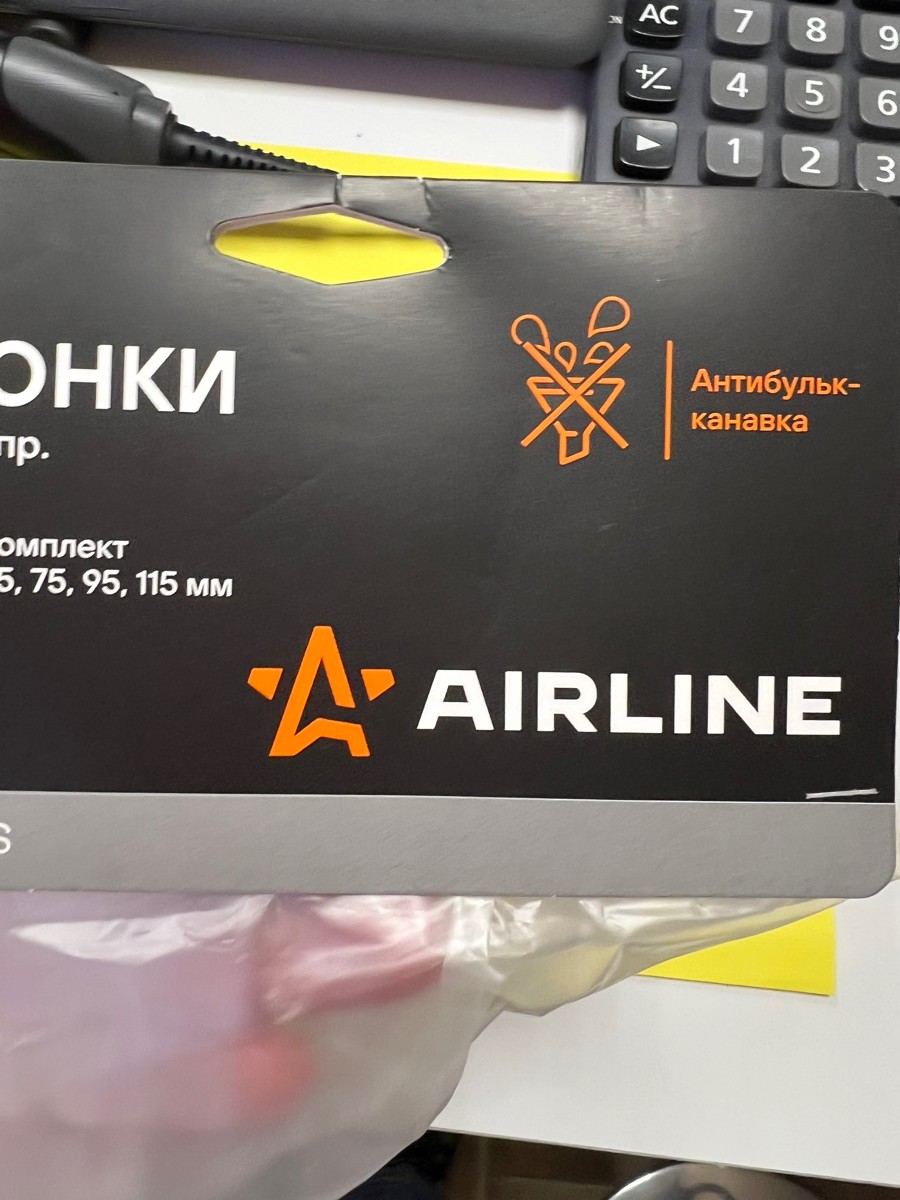 AC 7 8 9
+/− 4 5 6
► 1 2 3
ОНКИ
пр.
Антибульк-
канавка
омплект
5, 75, 95, 115 мм
AIRLINE
S